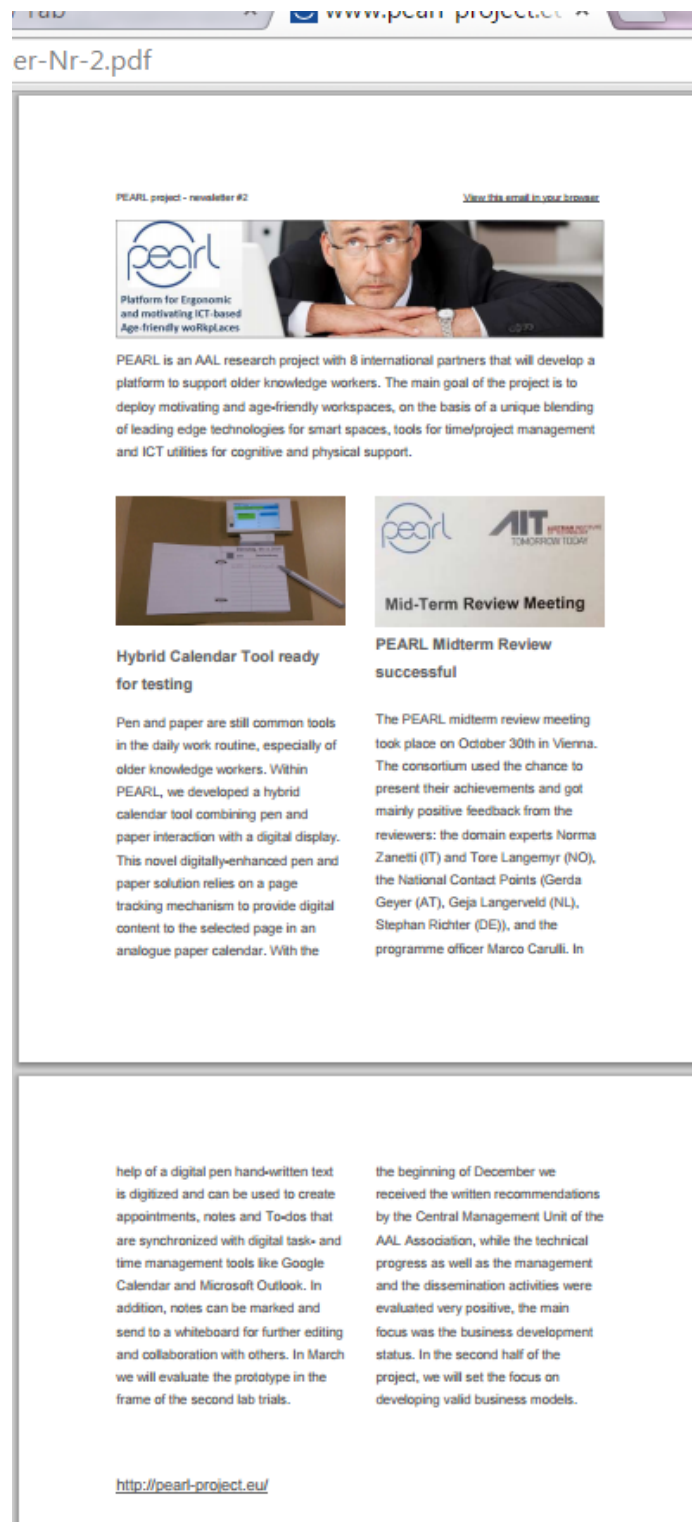 Tab
www.pearl-project.
er-Nr-2.pdf
PEARL project - newsletter #2
View this email in your browser
pearl
Platform for Ergonomic
and motivating ICT-based
Age-friendly woRkpLaces
PEARL is an AAL research project with 8 international partners that will develop a
platform to support older knowledge workers. The main goal of the project is to
deploy motivating and age-friendly workspaces, on the basis of a unique blending
of leading edge technologies for smart spaces, tools for time/project management
and ICT utilities for cognitive and physical support.
Hybrid Calendar Tool ready
for testing
Pen and paper are still common tools
in the daily work routine, especially of
older knowledge workers. Within
PEARL, we developed a hybrid
calendar tool combining pen and
paper interaction with a digital display.
This novel digitally-enhanced pen and
paper solution relies on a page
tracking mechanism to provide digital
content to the selected page in an
analogue paper calendar. With the
pearl
AIT AUSTRIAN INSTITUTE
OF TECHNOLOGY
TOMORROW TODAY
Mid-Term Review Meeting
PEARL Midterm Review
successful
The PEARL midterm review meeting
took place on October 30th in Vienna.
The consortium used the chance to
present their achievements and got
mainly positive feedback from the
reviewers: the domain experts Norma
Zanetti (IT) and Tore Langemyr (NO),
the National Contact Points (Gerda
Geyer (AT), Geja Langerveld (NL),
Stephan Richter (DE)), and the
programme officer Marco Carulli. In
help of a digital pen hand-written text
is digitized and can be used to create
appointments, notes and To-dos that
are synchronized with digital task- and
time management tools like Google
Calendar and Microsoft Outlook. In
addition, notes can be marked and
send to a whiteboard for further editing
and collaboration with others. In March
we will evaluate the prototype in the
frame of the second lab trials.
the beginning of December we
received the written recommendations
by the Central Management Unit of the
AAL Association, while the technical
progress as well as the management
and the dissemination activities were
evaluated very positive, the main
focus was the business development
status. In the second half of the
project, we will set the focus on
developing valid business models.
http://pearl-project.eu/